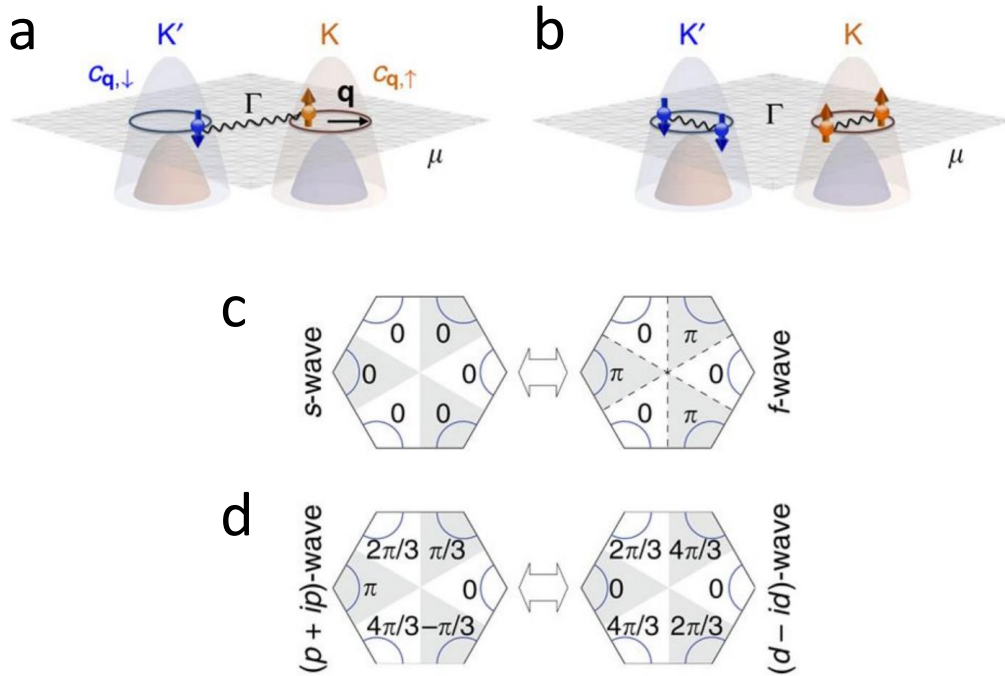 a
K′
K
c_q,↓
Γ
q
c_q,↑
μ
b
K′
K
Γ
μ
c
s-wave
0 0
0 0
0 0
0 π
π 0
0 π
f-wave
d
(p + ip)-wave
2π/3 π/3
π 0
4π/3 −π/3
2π/3 4π/3
0 0
4π/3 2π/3
(d − id)-wave